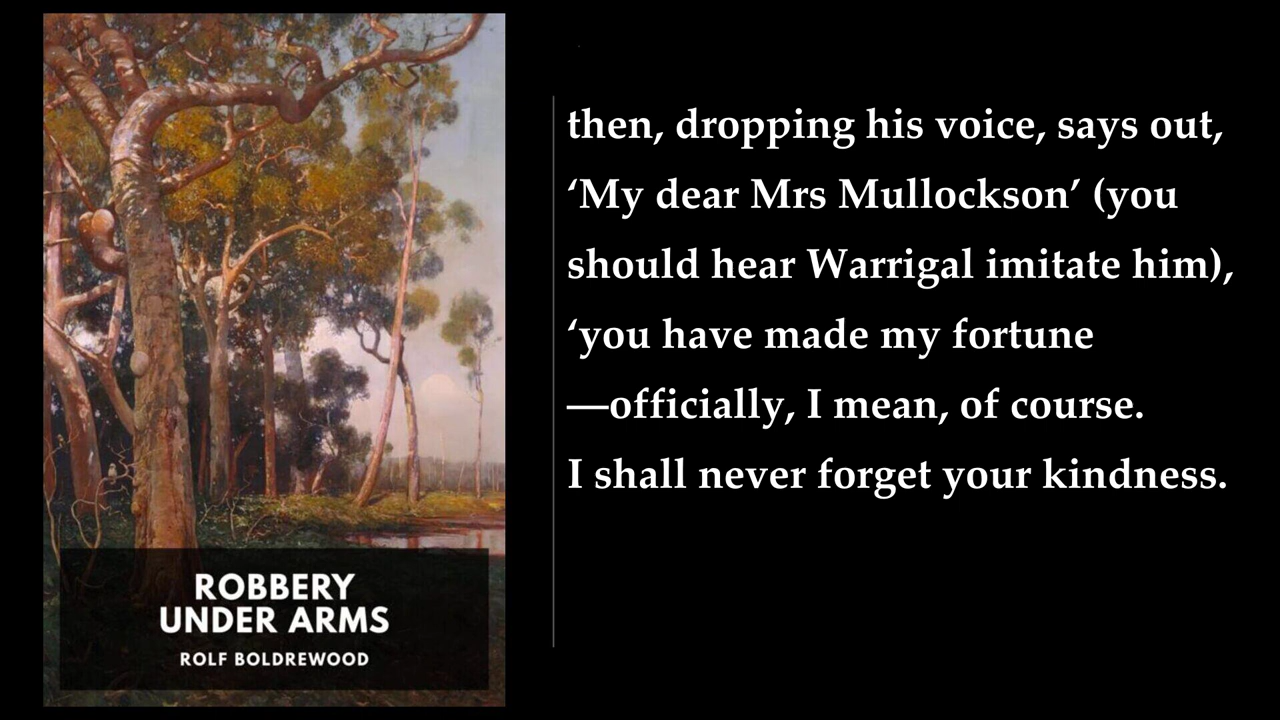 then, dropping his voice, says out,
‘My dear Mrs Mullockson’ (you
should hear Warrigal imitate him),
‘you have made my fortune
—officially, I mean, of course.
I shall never forget your kindness.
ROBBERY
UNDER ARMS
ROLF BOLDREWOOD